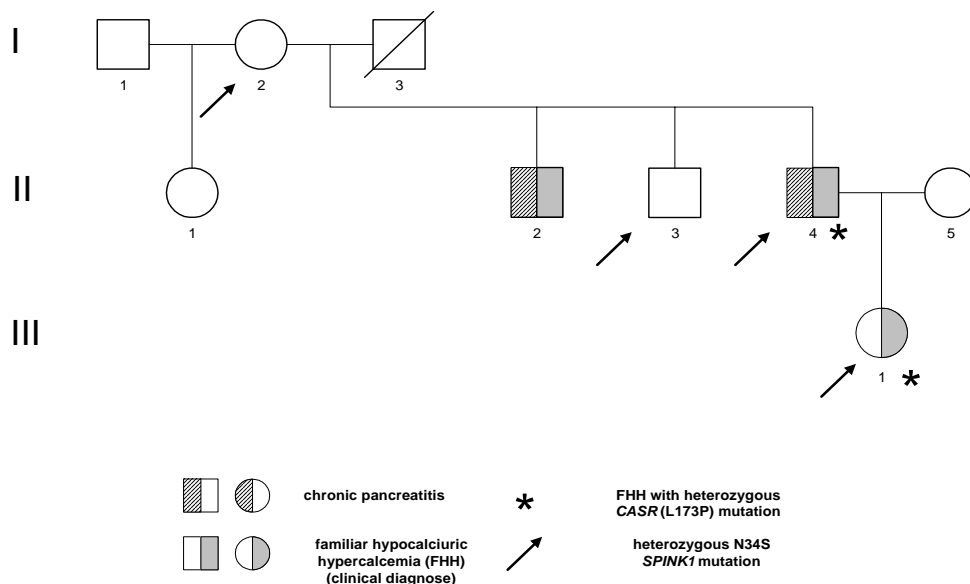 I
1
2
3
II
1
2
3
4 *
5
III
1 *
chronic pancreatitis
* FHH with heterozygous
CASR (L173P) mutation
familiar hypocalciuric
hypercalcemia (FHH)
(clinical diagnose)
heterozygous N34S
SPINK1 mutation